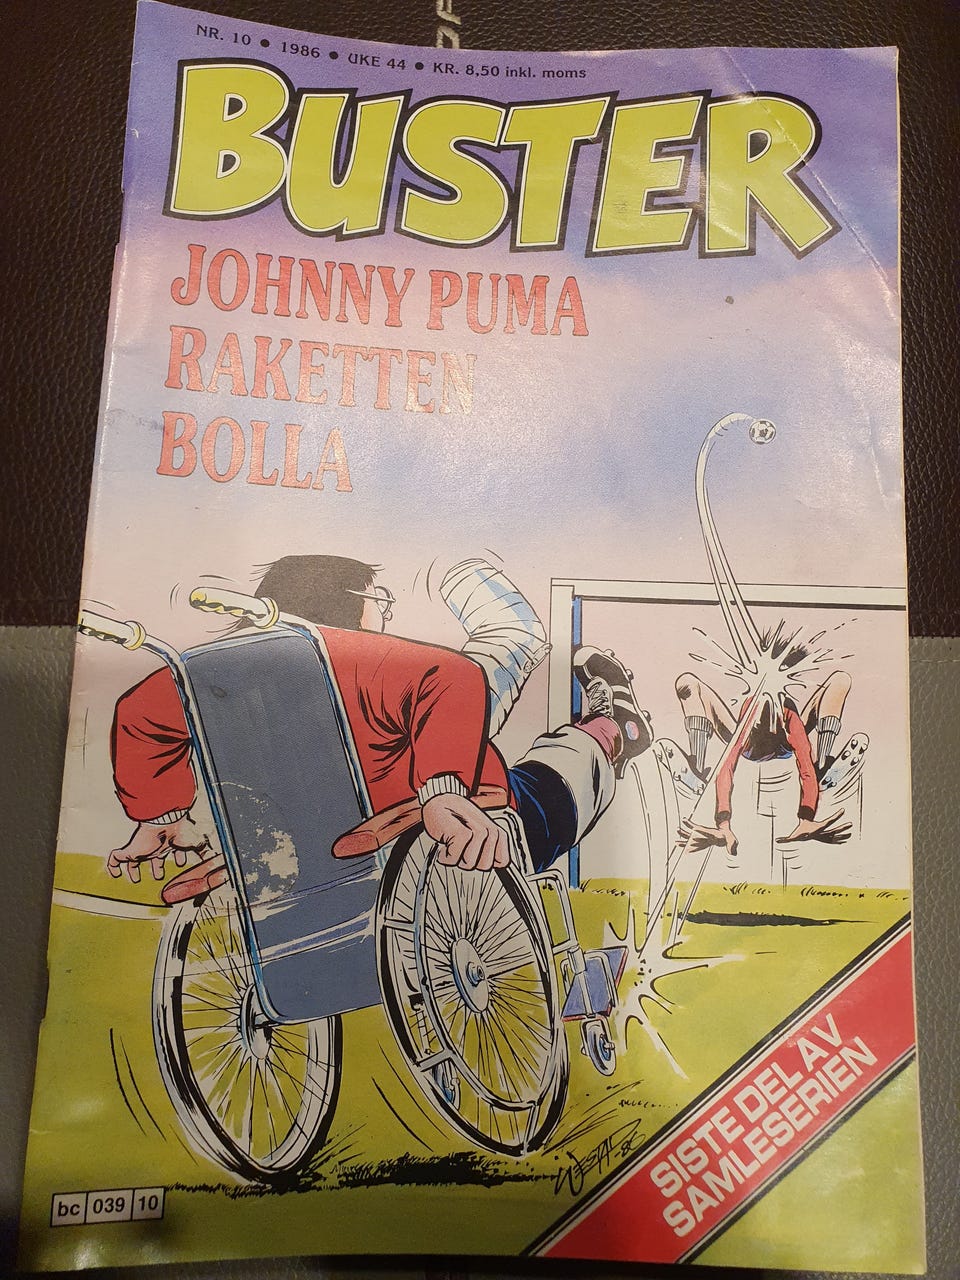 NR. 10 • 1986 • UKE 44 • KR. 8,50 inkl. moms
BUSTER
JOHNNY PUMA
RAKETTEN
BOLLA
SISTE DEL AV
SAMLESERIEN
bc 039 10